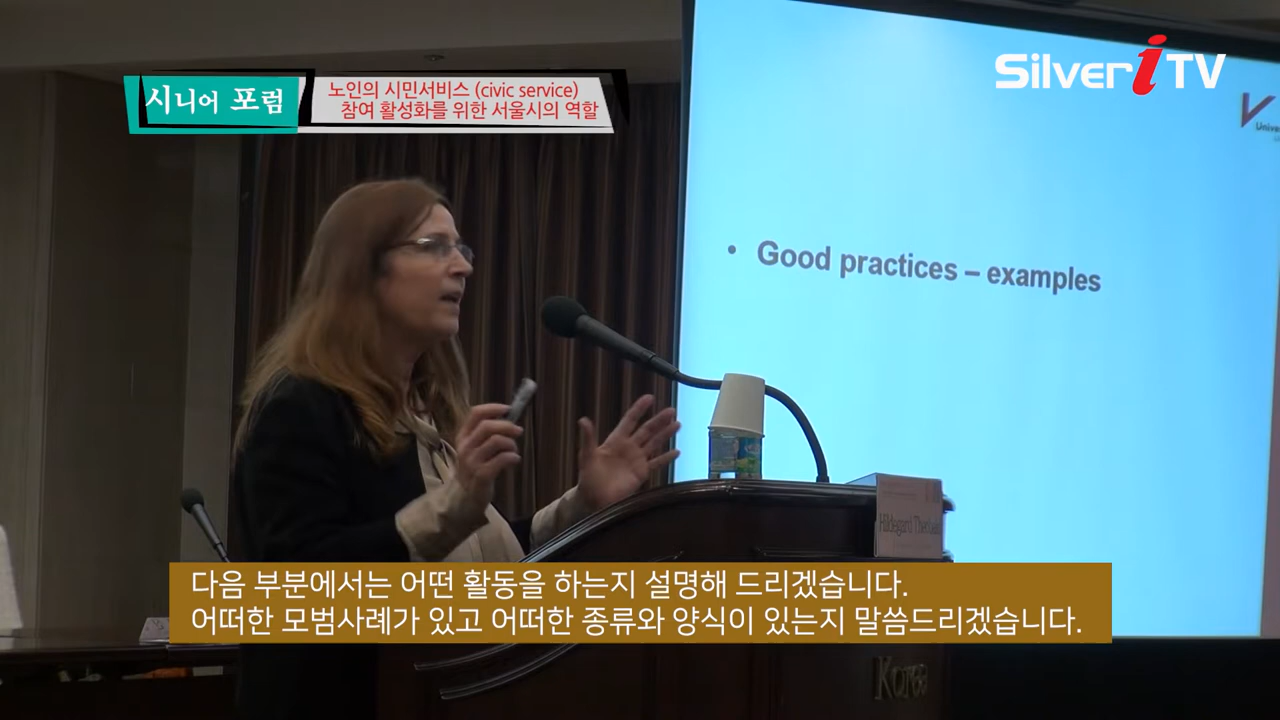 Silver i TV
시니어 포럼
노인의 시민서비스 (civic service)
참여 활성화를 위한 서울시의 역할
• Good practices – examples
Hildegard
다음 부분에서는 어떤 활동을 하는지 설명해 드리겠습니다.
어떠한 모범사례가 있고 어떠한 종류와 양식이 있는지 말씀드리겠습니다.
Korea